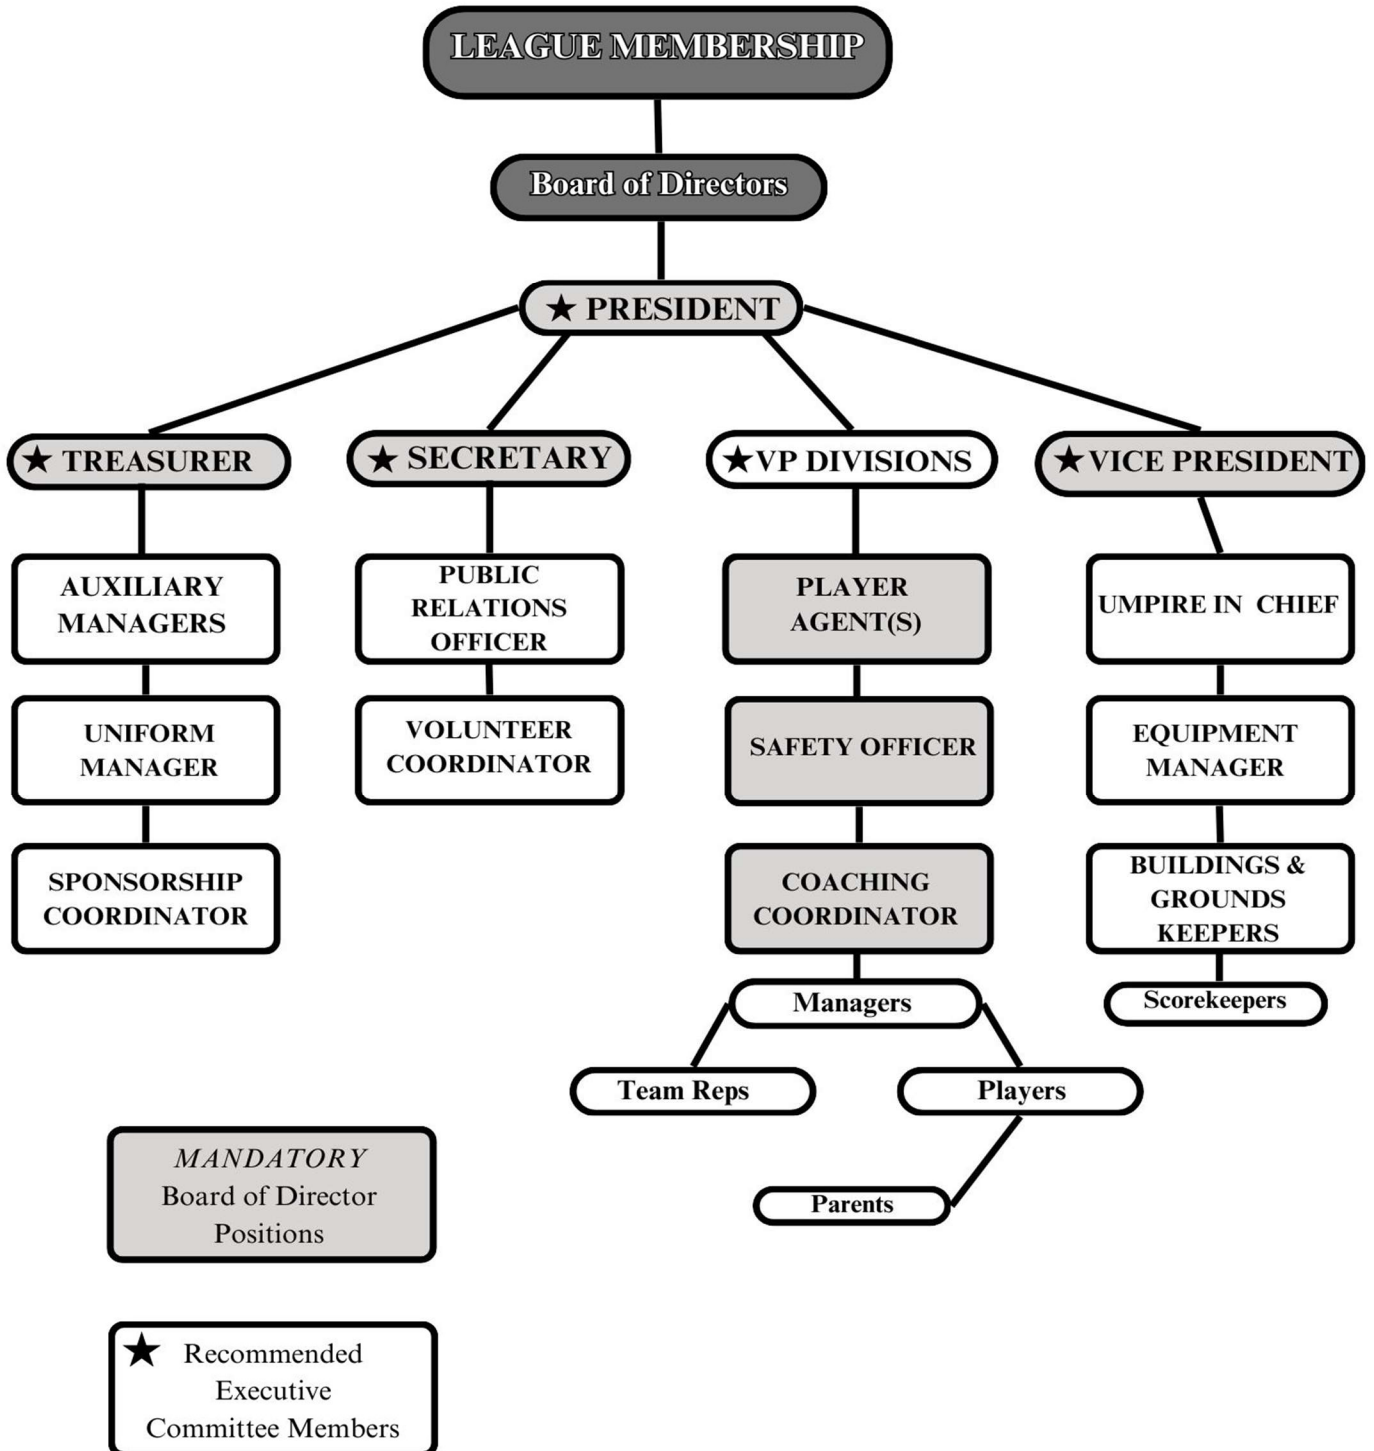 LEAGUE MEMBERSHIP
Board of Directors
★ PRESIDENT
★ TREASURER
★ SECRETARY
★VP DIVISIONS
★VICE PRESIDENT
AUXILIARY
MANAGERS
PUBLIC
RELATIONS
OFFICER
PLAYER
AGENT(S)
UMPIRE IN CHIEF
UNIFORM
MANAGER
VOLUNTEER
COORDINATOR
SAFETY OFFICER
EQUIPMENT
MANAGER
SPONSORSHIP
COORDINATOR
COACHING
COORDINATOR
BUILDINGS &
GROUNDS
KEEPERS
Managers
Scorekeepers
Team Reps
Players
Parents
MANDATORY
Board of Director
Positions
★ Recommended
Executive
Committee Members